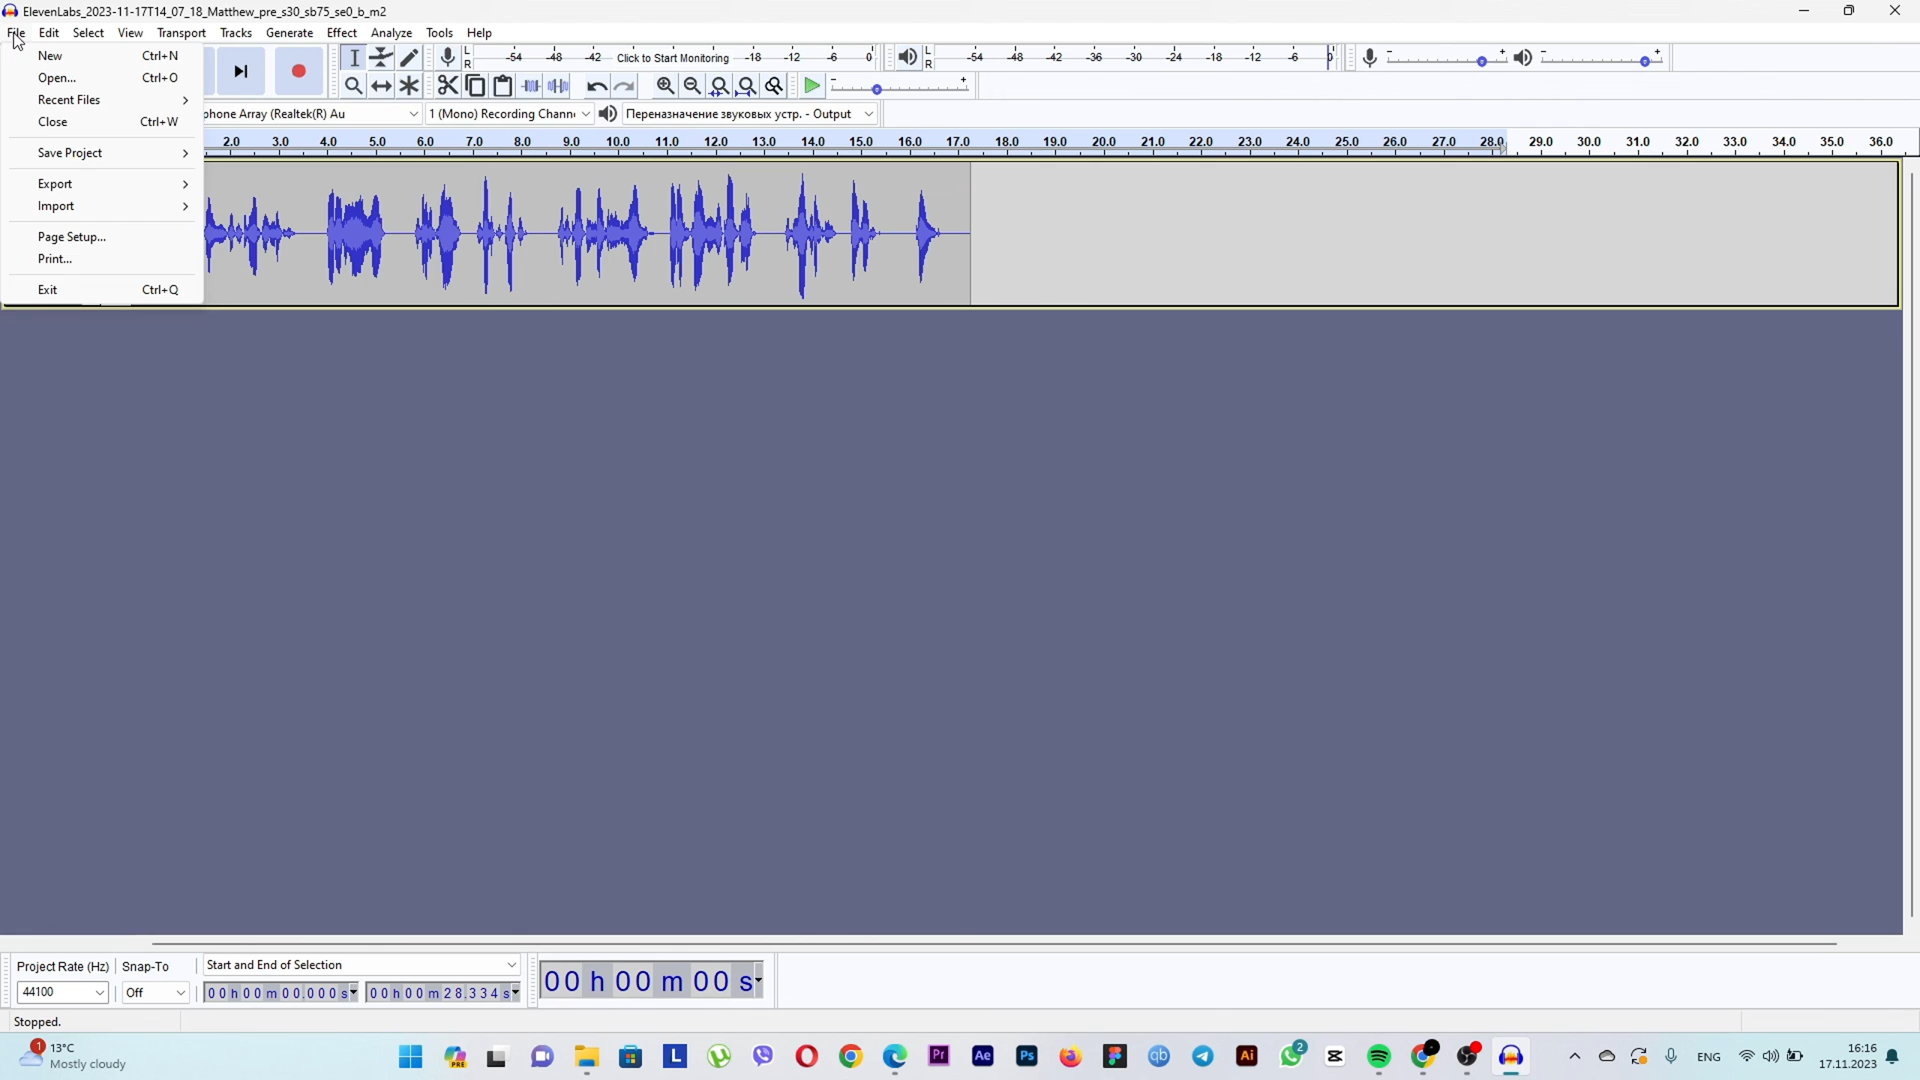 ElevenLabs_2023-11-17T14_07_18_Matthew_pre_s30_sb75_se0_b_m2
File Edit Select View Transport Tracks Generate Effect Analyze Tools Help
New Ctrl+N
Open... Ctrl+O
Recent Files
Close Ctrl+W
Save Project
Export
Import
Page Setup...
Print...
Exit Ctrl+Q
L R -54 -48 -42 Click to Start Monitoring -18 -12 -6 0
L R -54 -48 -42 -36 -30 -24 -18 -12 -6 0
- + - +
- +
phone Array (Realtek(R) Au 1 (Mono) Recording Chann Переназначение звуковых устр. - Output
2.0 3.0 4.0 5.0 6.0 7.0 8.0 9.0 10.0 11.0 12.0 13.0 14.0 15.0 16.0 17.0 18.0 19.0 20.0 21.0 22.0 23.0 24.0 25.0 26.0 27.0 28.0 29.0 30.0 31.0 32.0 33.0 34.0 35.0 36.0
Project Rate (Hz) Snap-To Start and End of Selection
44100 Off 00 h 00 m 00.000 s 00 h 00 m 28.334 s
00 h 00 m 00 s
Stopped.
1 13°C
Mostly cloudy
PRE L Pr Ae Ps qb Ai 2
ENG
16:16
17.11.2023